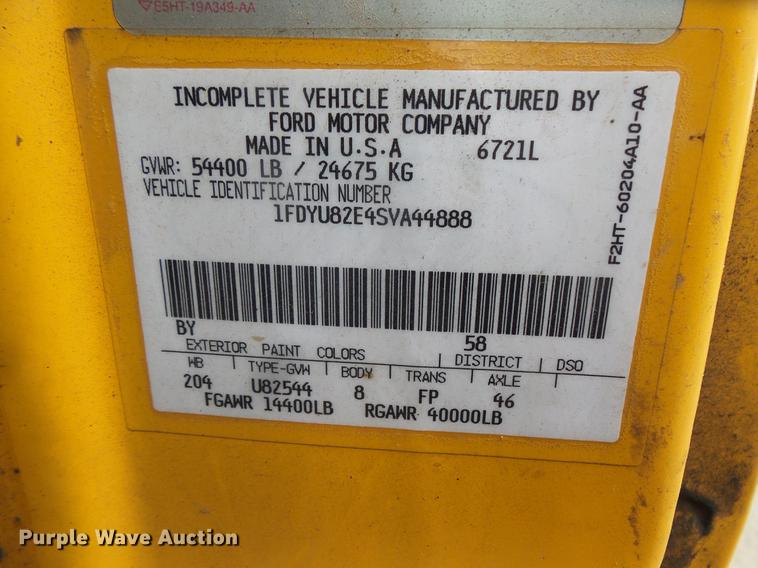 E5HT-19A349-AA
INCOMPLETE VEHICLE MANUFACTURED BY
FORD MOTOR COMPANY
MADE IN U.S.A 6721L
GVWR: 54400 LB / 24675 KG
VEHICLE IDENTIFICATION NUMBER
1FDYU82E4SVA44888
F2HT-60204A10-AA
BY 58
EXTERIOR PAINT COLORS DISTRICT DSO
WB TYPE-GVW BODY TRANS AXLE
204 U82544 8 FP 46
FGAWR 14400LB RGAWR 40000LB
Purple Wave Auction